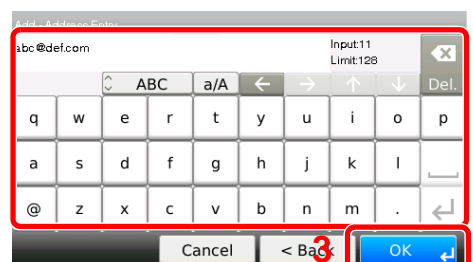 Add - Address Entry
abc@def.com
Input:11
Limit:128
ABC a/A ← → ↑ ↓ Del.
q w e r t y u i o p
a s d f g h j k l
@ z x c v b n m .
Cancel < Back 3 OK